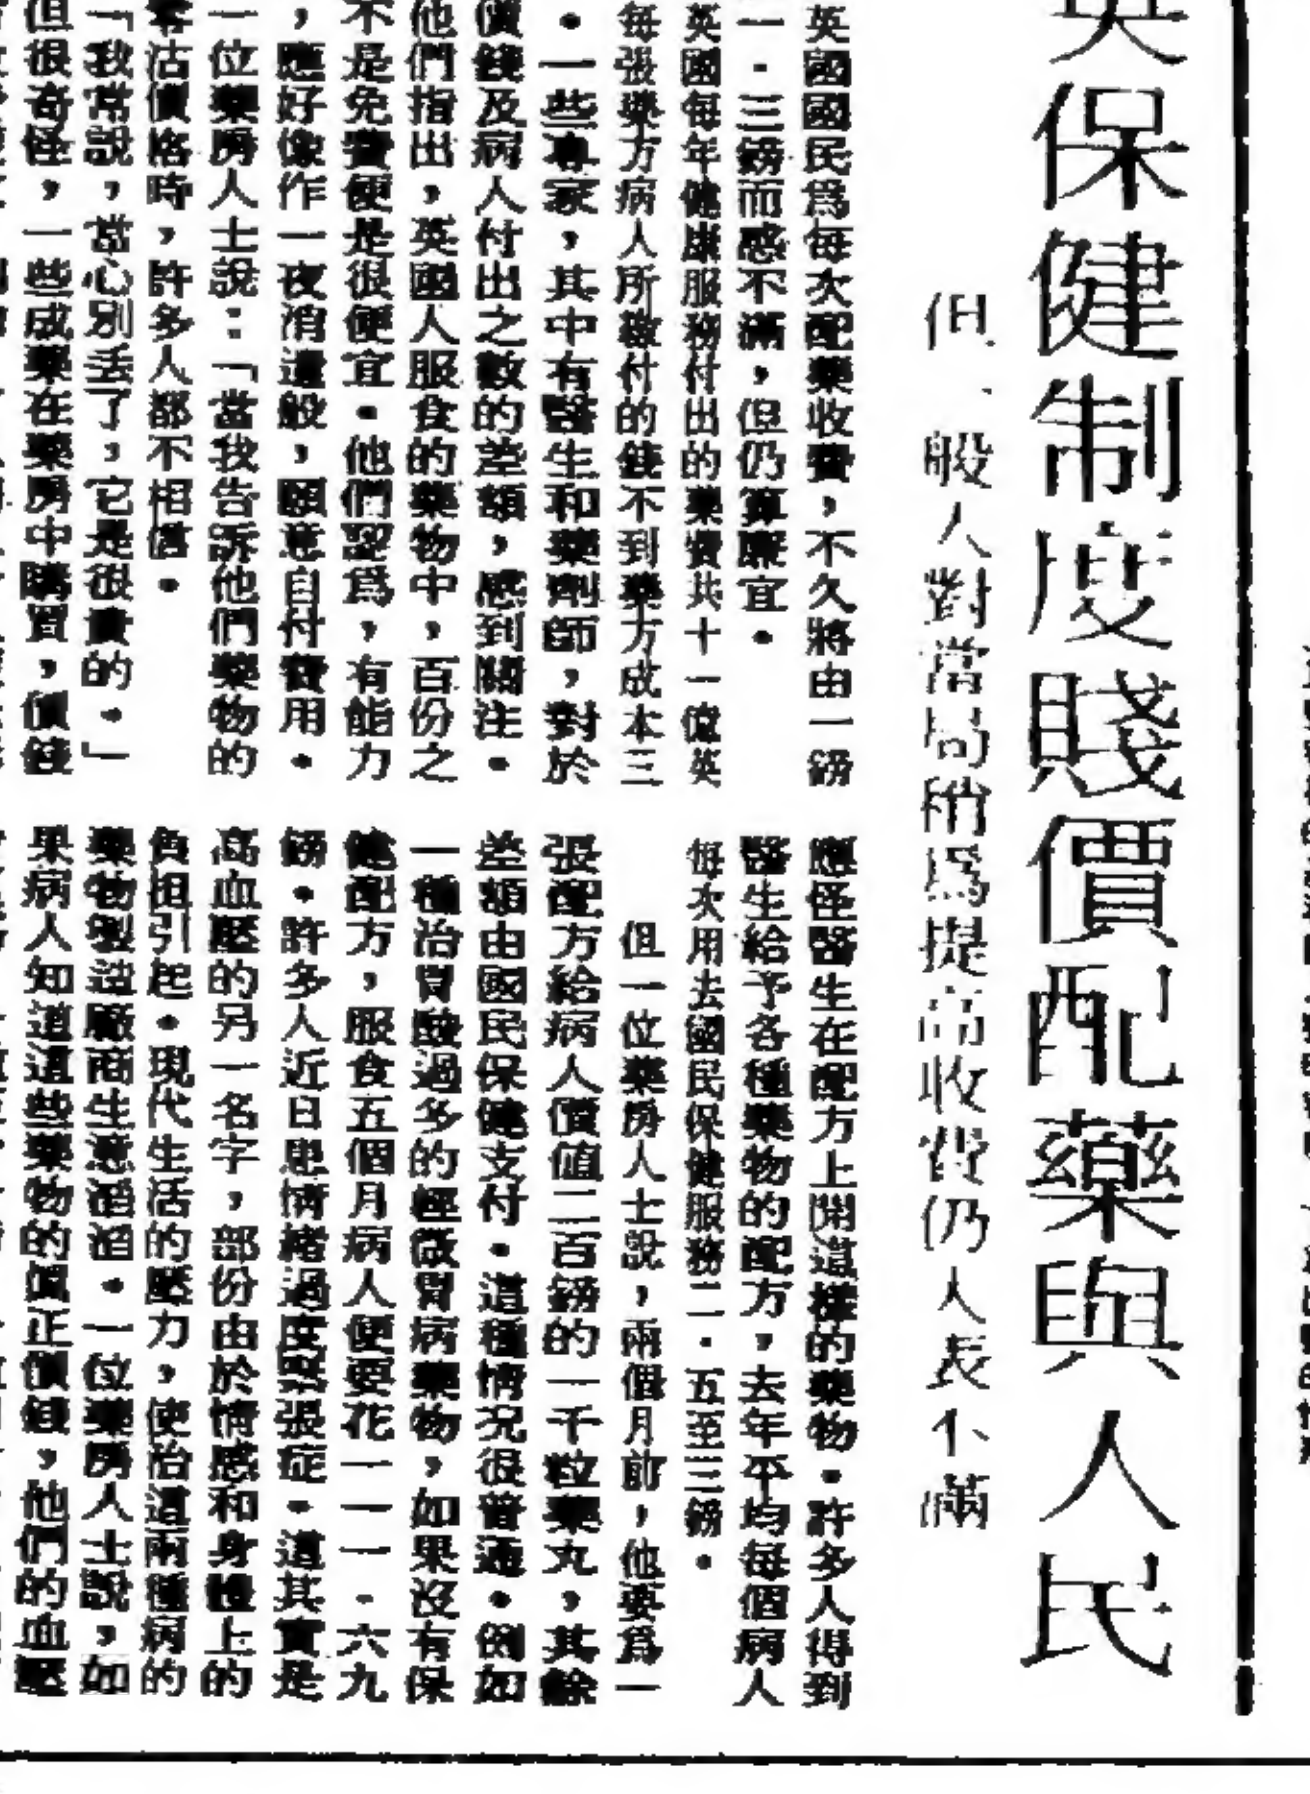 英保健制度賤價配藥與人民
但一般人對當局稍爲提高收費仍人表不滿
英國國民爲每次配藥收費，不久將由一鎊
一．三鎊而感不滿，但仍算廉宜。
英國每年健康服務付出的藥費共十一億英
每張藥方病人所繳付的錢不到藥方成本三
。一些專家，其中有醫生和藥劑師，對於
價錢及病人付出之數的差額，感到關注。
他們指出，英國人服食的藥物中，百份之
不是免費便是很便宜。他們認爲，有能力
，應好像作一夜消遣般，願意自付費用。
一位藥房人士說：「當我告訴他們藥物的
零沽價格時，許多人都不相信。
「我常說，當心別丢了，它是很貴的。」
但很奇怪，一些成藥在藥房中購買，價錢
應怪醫生在配方上開這樣的藥物。許多人得到
醫生給予各種藥物的配方，去年平均每個病人
每次用去國民保健服務二．五至三鎊。
但一位藥房人士說，兩個月前，他要爲一
張配方給病人價值二百鎊的一千粒藥丸，其餘
差額由國民保健支付。這種情況很普通。例如
一種治胃酸過多的輕微胃病藥物，如果沒有保
健配方，服食五個月病人便要花一一一．六九
鎊。許多人近日患情緒過度緊張症。這其實是
高血壓的另一名字，部份由於情感和身體上的
負担引起。現代生活的壓力，使治這兩種病的
藥物製造廠商生意滔滔。一位藥房人士說，如
果病人知道這些藥物的眞正價錢，他們的血壓